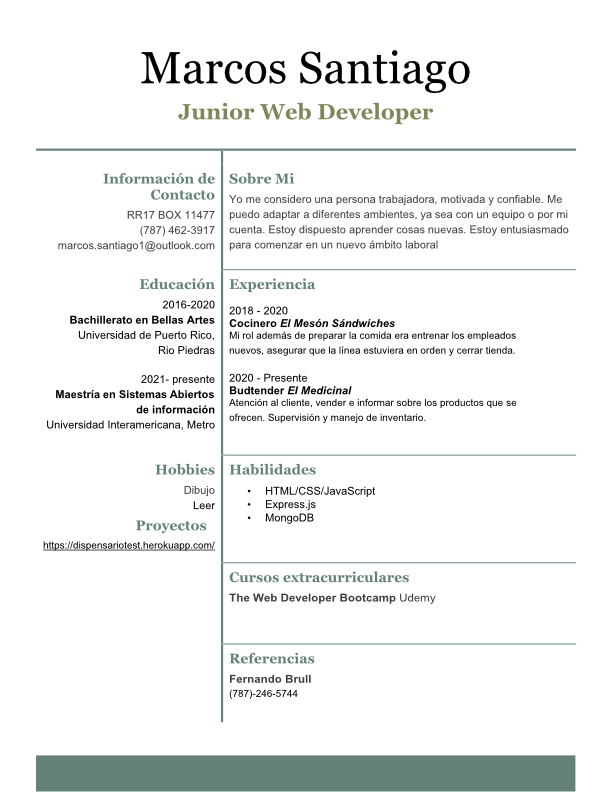 Marcos Santiago
Junior Web Developer
Información de
Contacto
RR17 BOX 11477
(787) 462-3917
marcos.santiago1@outlook.com
Sobre Mi
Yo me considero una persona trabajadora, motivada y confiable. Me
puedo adaptar a diferentes ambientes, ya sea con un equipo o por mi
cuenta. Estoy dispuesto aprender cosas nuevas. Estoy entusiasmado
para comenzar en un nuevo ámbito laboral
Educación
2016-2020
Bachillerato en Bellas Artes
Universidad de Puerto Rico,
Rio Piedras
2021- presente
Maestría en Sistemas Abiertos
de información
Universidad Interamericana, Metro
Experiencia
2018 - 2020
Cocinero El Mesón Sándwiches
Mi rol además de preparar la comida era entrenar los empleados
nuevos, asegurar que la línea estuviera en orden y cerrar tienda.
2020 - Presente
Budtender El Medicinal
Atención al cliente, vender e informar sobre los productos que se
ofrecen. Supervisión y manejo de inventario.
Hobbies
Dibujo
Leer
Proyectos
https://dispensariotest.herokuapp.com/
Habilidades
• HTML/CSS/JavaScript
• Express.js
• MongoDB
Cursos extracurriculares
The Web Developer Bootcamp Udemy
Referencias
Fernando Brull
(787)-246-5744